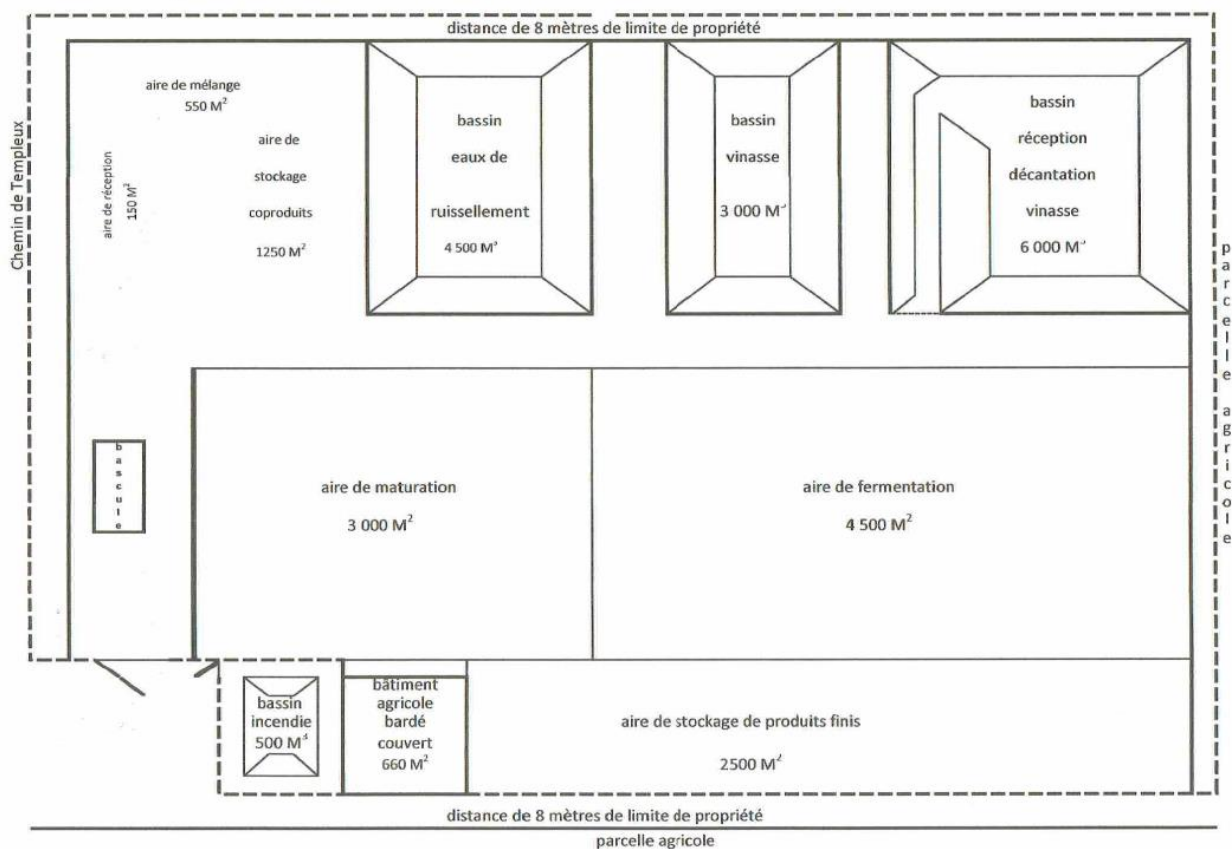 distance de 8 mètres de limite de propriété
aire de mélange
550 M²
Chemin de Templeux
aire de réception
150 M²
aire de
stockage
coproduits
1250 M²
bassin
eaux de
ruissellement
4 500 M³
bassin
vinasse
3 000 M³
bassin
réception
décantation
vinasse
6 000 M³
parcelle agricole
bascule
aire de maturation
3 000 M²
aire de fermentation
4 500 M²
bassin
incendie
500 M³
bâtiment
agricole
bardé
couvert
660 M²
aire de stockage de produits finis
2500 M²
distance de 8 mètres de limite de propriété
parcelle agricole